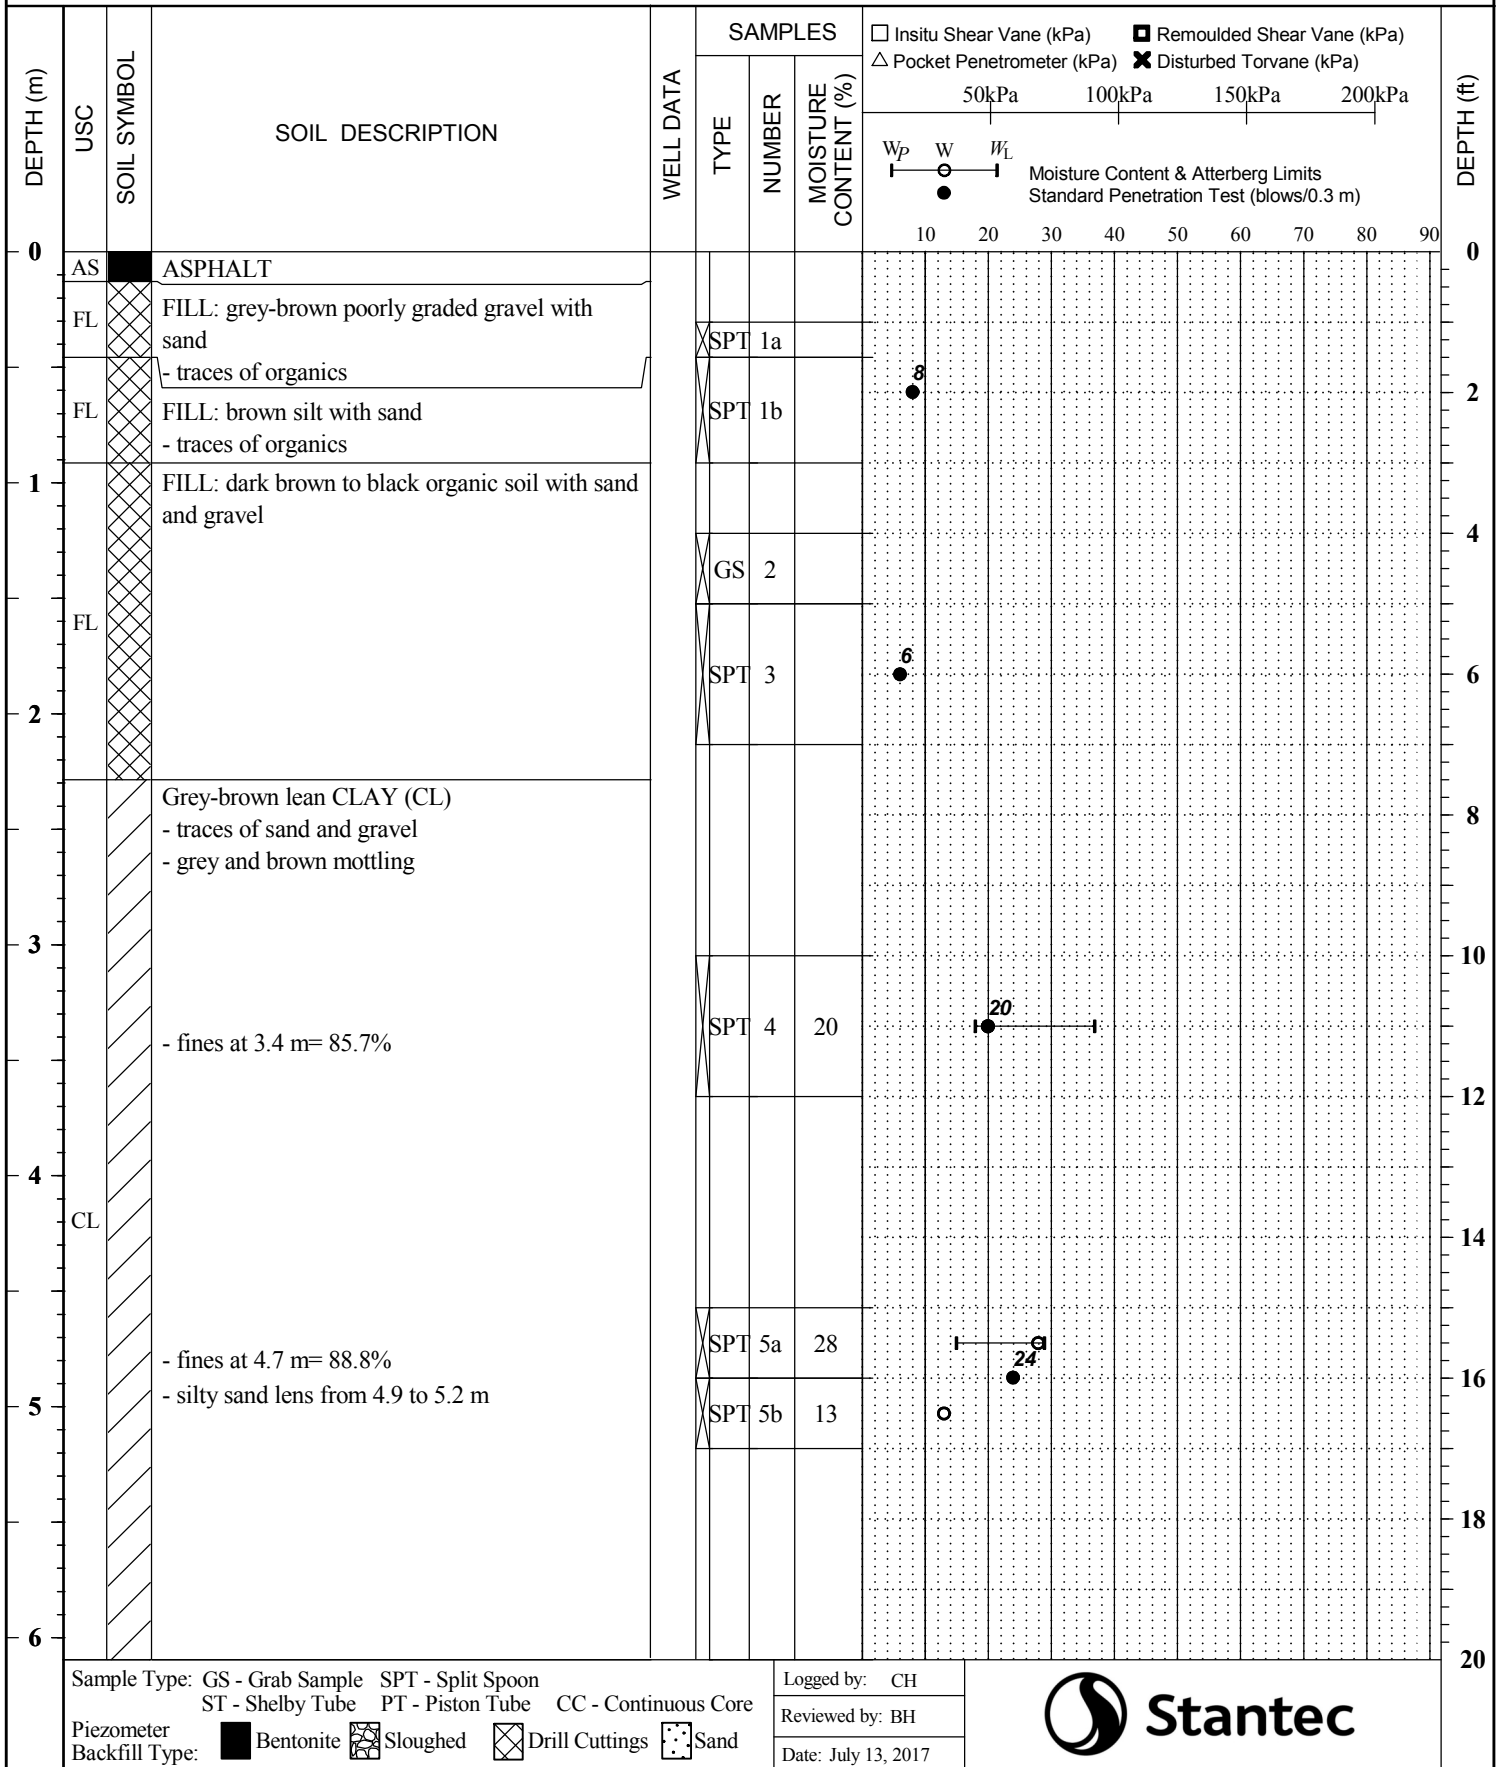 DEPTH (m)
USC
SOIL SYMBOL
SOIL DESCRIPTION
WELL DATA
SAMPLES
TYPE
NUMBER
MOISTURE CONTENT (%)
Insitu Shear Vane (kPa)
Remoulded Shear Vane (kPa)
Pocket Penetrometer (kPa)
Disturbed Torvane (kPa)
50kPa 100kPa 150kPa 200kPa
WP W WL
Moisture Content & Atterberg Limits
Standard Penetration Test (blows/0.3 m)
10 20 30 40 50 60 70 80 90
DEPTH (ft)
0 0
AS ASPHALT
FL FILL: grey-brown poorly graded gravel with
sand
SPT 1a
- traces of organics
8
2
FL FILL: brown silt with sand
SPT 1b
- traces of organics
1 FILL: dark brown to black organic soil with sand
and gravel
4
GS 2
FL
6
SPT 3
6
2
Grey-brown lean CLAY (CL)
8
- traces of sand and gravel
- grey and brown mottling
3
10
20
SPT 4 20
- fines at 3.4 m= 85.7%
12
4
CL
14
SPT 5a 28
- fines at 4.7 m= 88.8%
24
16
- silty sand lens from 4.9 to 5.2 m
5
SPT 5b 13
18
6
20
Sample Type: GS - Grab Sample SPT - Split Spoon
ST - Shelby Tube PT - Piston Tube CC - Continuous Core
Piezometer
Backfill Type:
Bentonite Sloughed Drill Cuttings Sand
Logged by: CH
Reviewed by: BH
Date: July 13, 2017
Stantec